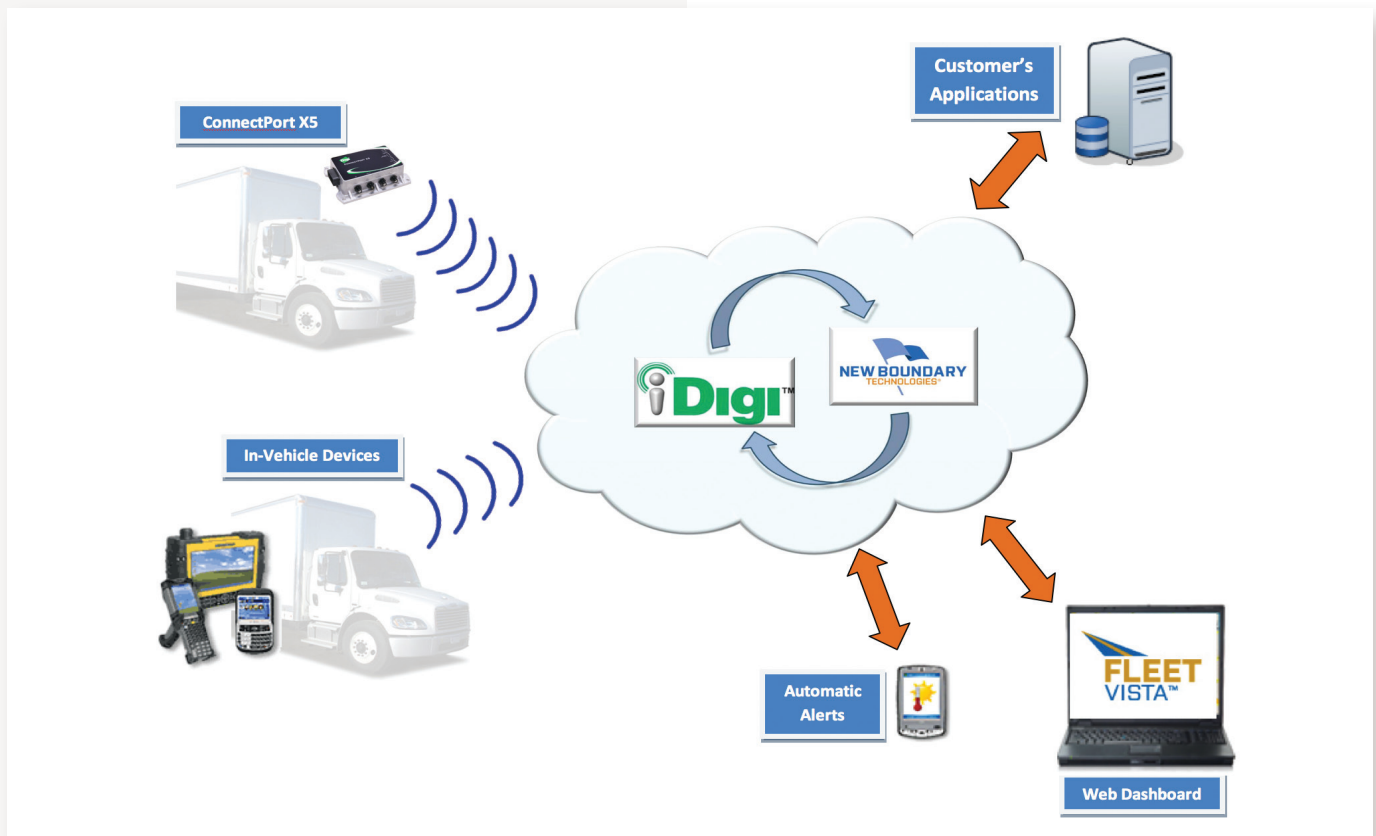 Customer's
Applications
ConnectPort X5
iDigi™
NEW BOUNDARY
TECHNOLOGIES®
In-Vehicle Devices
Automatic
Alerts
FLEET
VISTA™
Web Dashboard